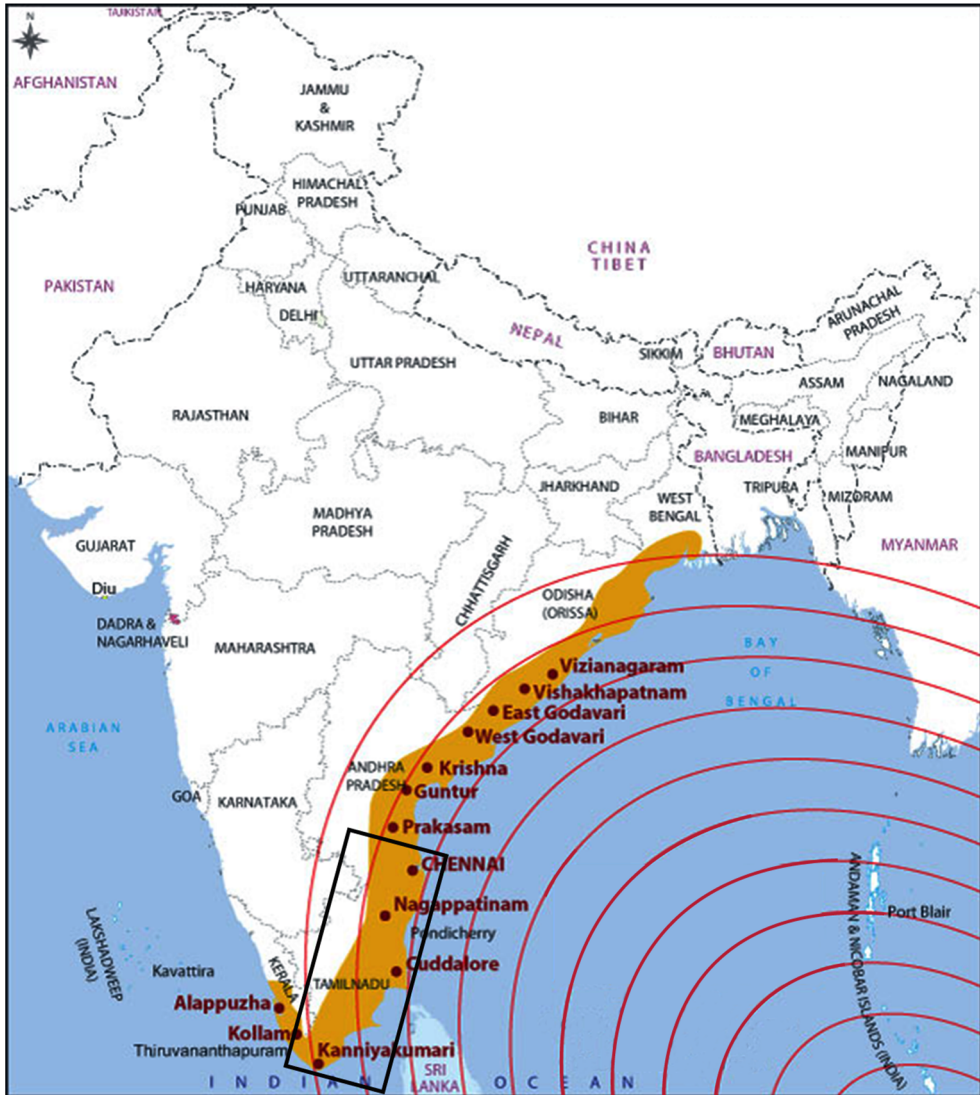 TAJIKISTAN
N
AFGHANISTAN
JAMMU
&
KASHMIR
HIMACHAL
PRADESH
PUNJAB
CHINA
TIBET
PAKISTAN
HARYANA
UTTARANCHAL
DELHI
NEPAL
ARUNACHAL
PRADESH
SIKKIM
BHUTAN
UTTAR PRADESH
ASSAM
NAGALAND
RAJASTHAN
BIHAR
MEGHALAYA
BANGLADESH
MANIPUR
JHARKHAND
WEST
BENGAL
TRIPURA
MIZORAM
MADHYA
PRADESH
GUJARAT
MYANMAR
CHHATTISGARH
Diu
ODISHA
(ORISSA)
DADRA &
NAGARHAVELI
MAHARASHTRA
BAY
OF
BENGAL
Vizianagaram
Vishakhapatnam
East Godavari
West Godavari
ARABIAN
SEA
ANDHRA
PRADESH
Krishna
Guntur
GOA
KARNATAKA
Prakasam
CHENNAI
Nagappatinam
Pondicherry
ANDAMAN & NICOBAR ISLANDS (INDIA)
Port Blair
LAKSHADWEEP
(INDIA)
Kavattira
KERALA
TAMILNADU
Cuddalore
Alappuzha
Kollam
Thiruvananthapuram
Kanniyakumari
SRI
LANKA
INDIAN OCEAN